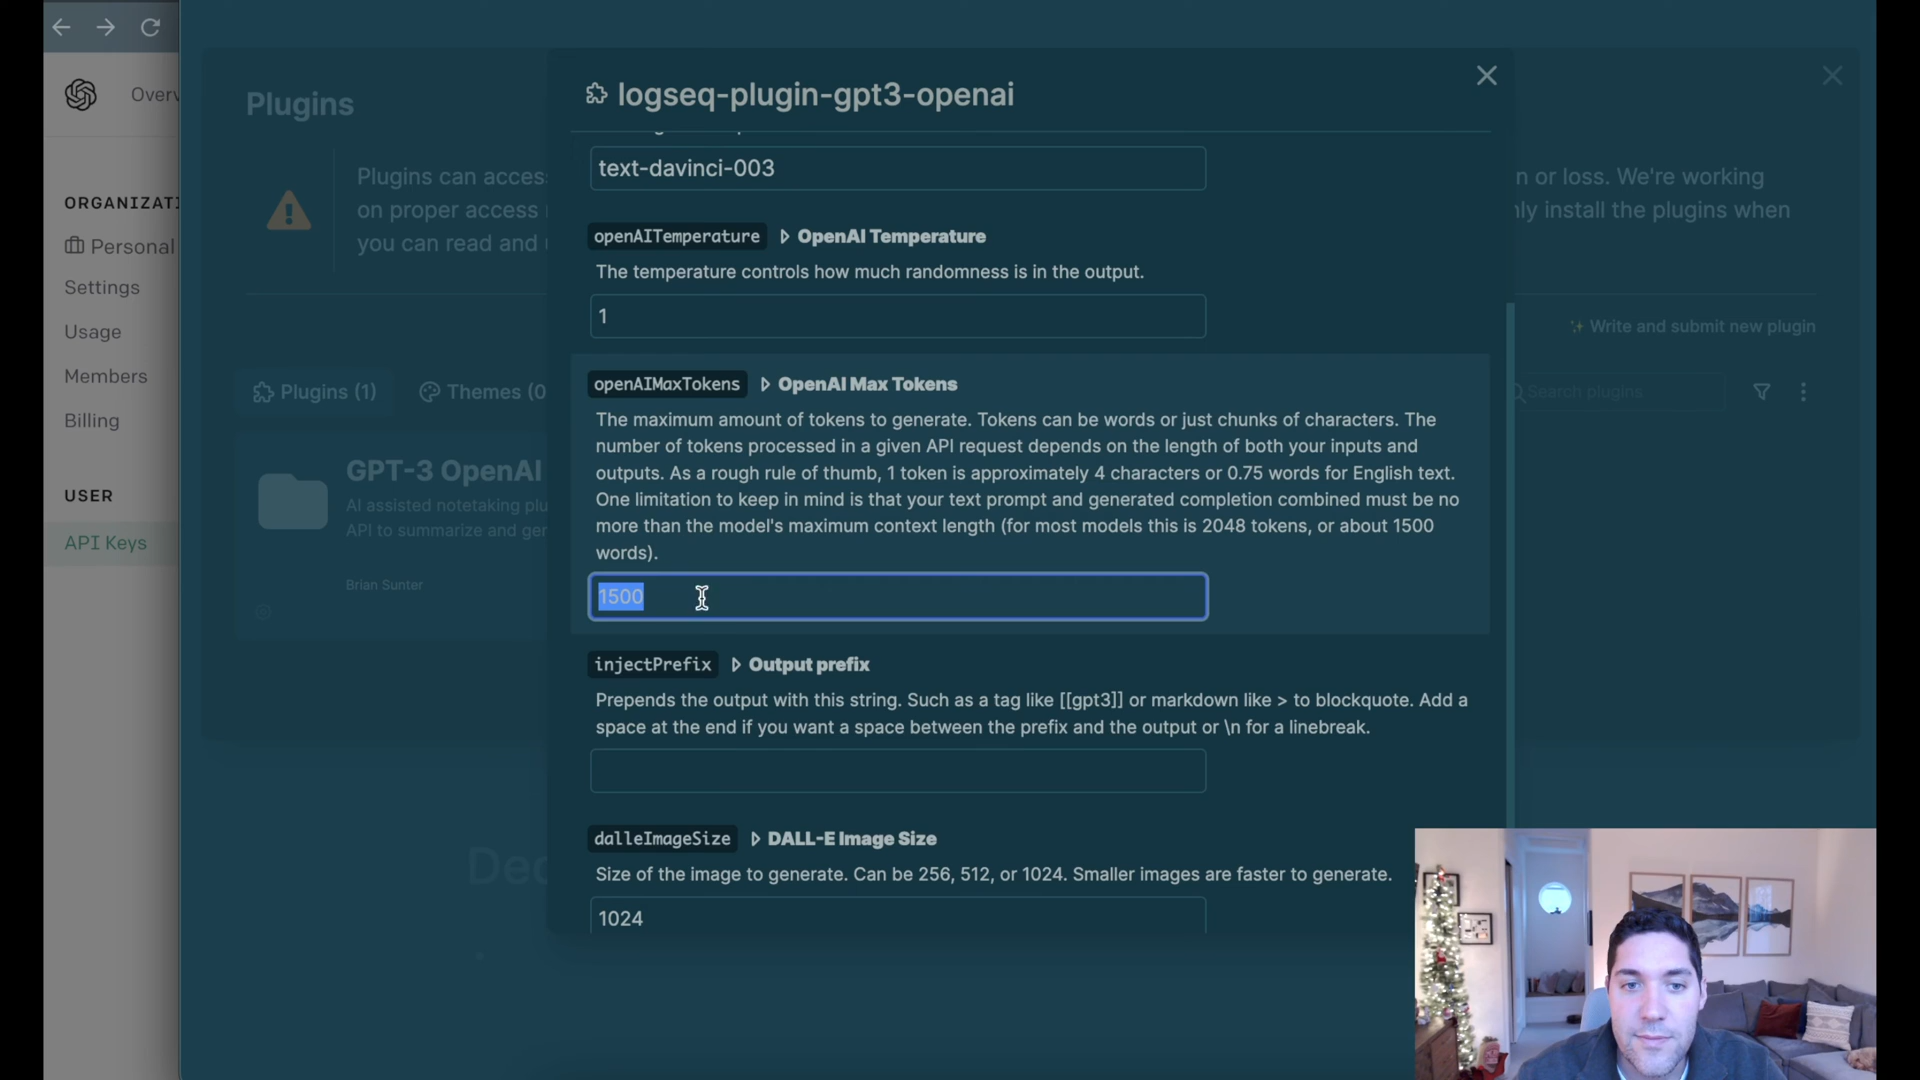 Overv
ORGANIZATI
Personal
Settings
Usage
Members
Billing
USER
API Keys
Plugins
Plugins can access
on proper access
you can read and
n or loss. We're working
nly install the plugins when
Write and submit new plugin
Plugins (1)
Themes (0
Search plugins
GPT-3 OpenAI
AI assisted notetaking plu
API to summarize and gen
Brian Sunter
Dec
logseq-plugin-gpt3-openai
text-davinci-003
openAITemperature OpenAI Temperature
The temperature controls how much randomness is in the output.
1
openAIMaxTokens OpenAI Max Tokens
The maximum amount of tokens to generate. Tokens can be words or just chunks of characters. The
number of tokens processed in a given API request depends on the length of both your inputs and
outputs. As a rough rule of thumb, 1 token is approximately 4 characters or 0.75 words for English text.
One limitation to keep in mind is that your text prompt and generated completion combined must be no
more than the model's maximum context length (for most models this is 2048 tokens, or about 1500
words).
1500
injectPrefix Output prefix
Prepends the output with this string. Such as a tag like [[gpt3]] or markdown like > to blockquote. Add a
space at the end if you want a space between the prefix and the output or \n for a linebreak.
dalleImageSize DALL-E Image Size
Size of the image to generate. Can be 256, 512, or 1024. Smaller images are faster to generate.
1024